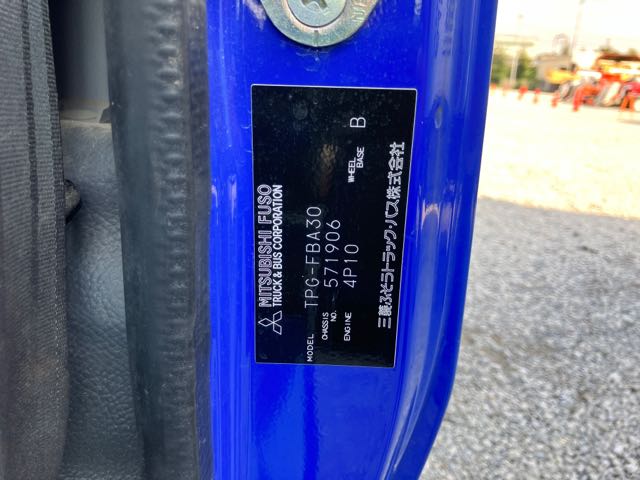 MITSUBISHI FUSO
TRUCK & BUS CORPORATION
MODEL TPG-FBA30
CHASSIS NO. 571906
ENGINE 4P10 WHEEL BASE B
三菱ふそうトラック・バス株式会社